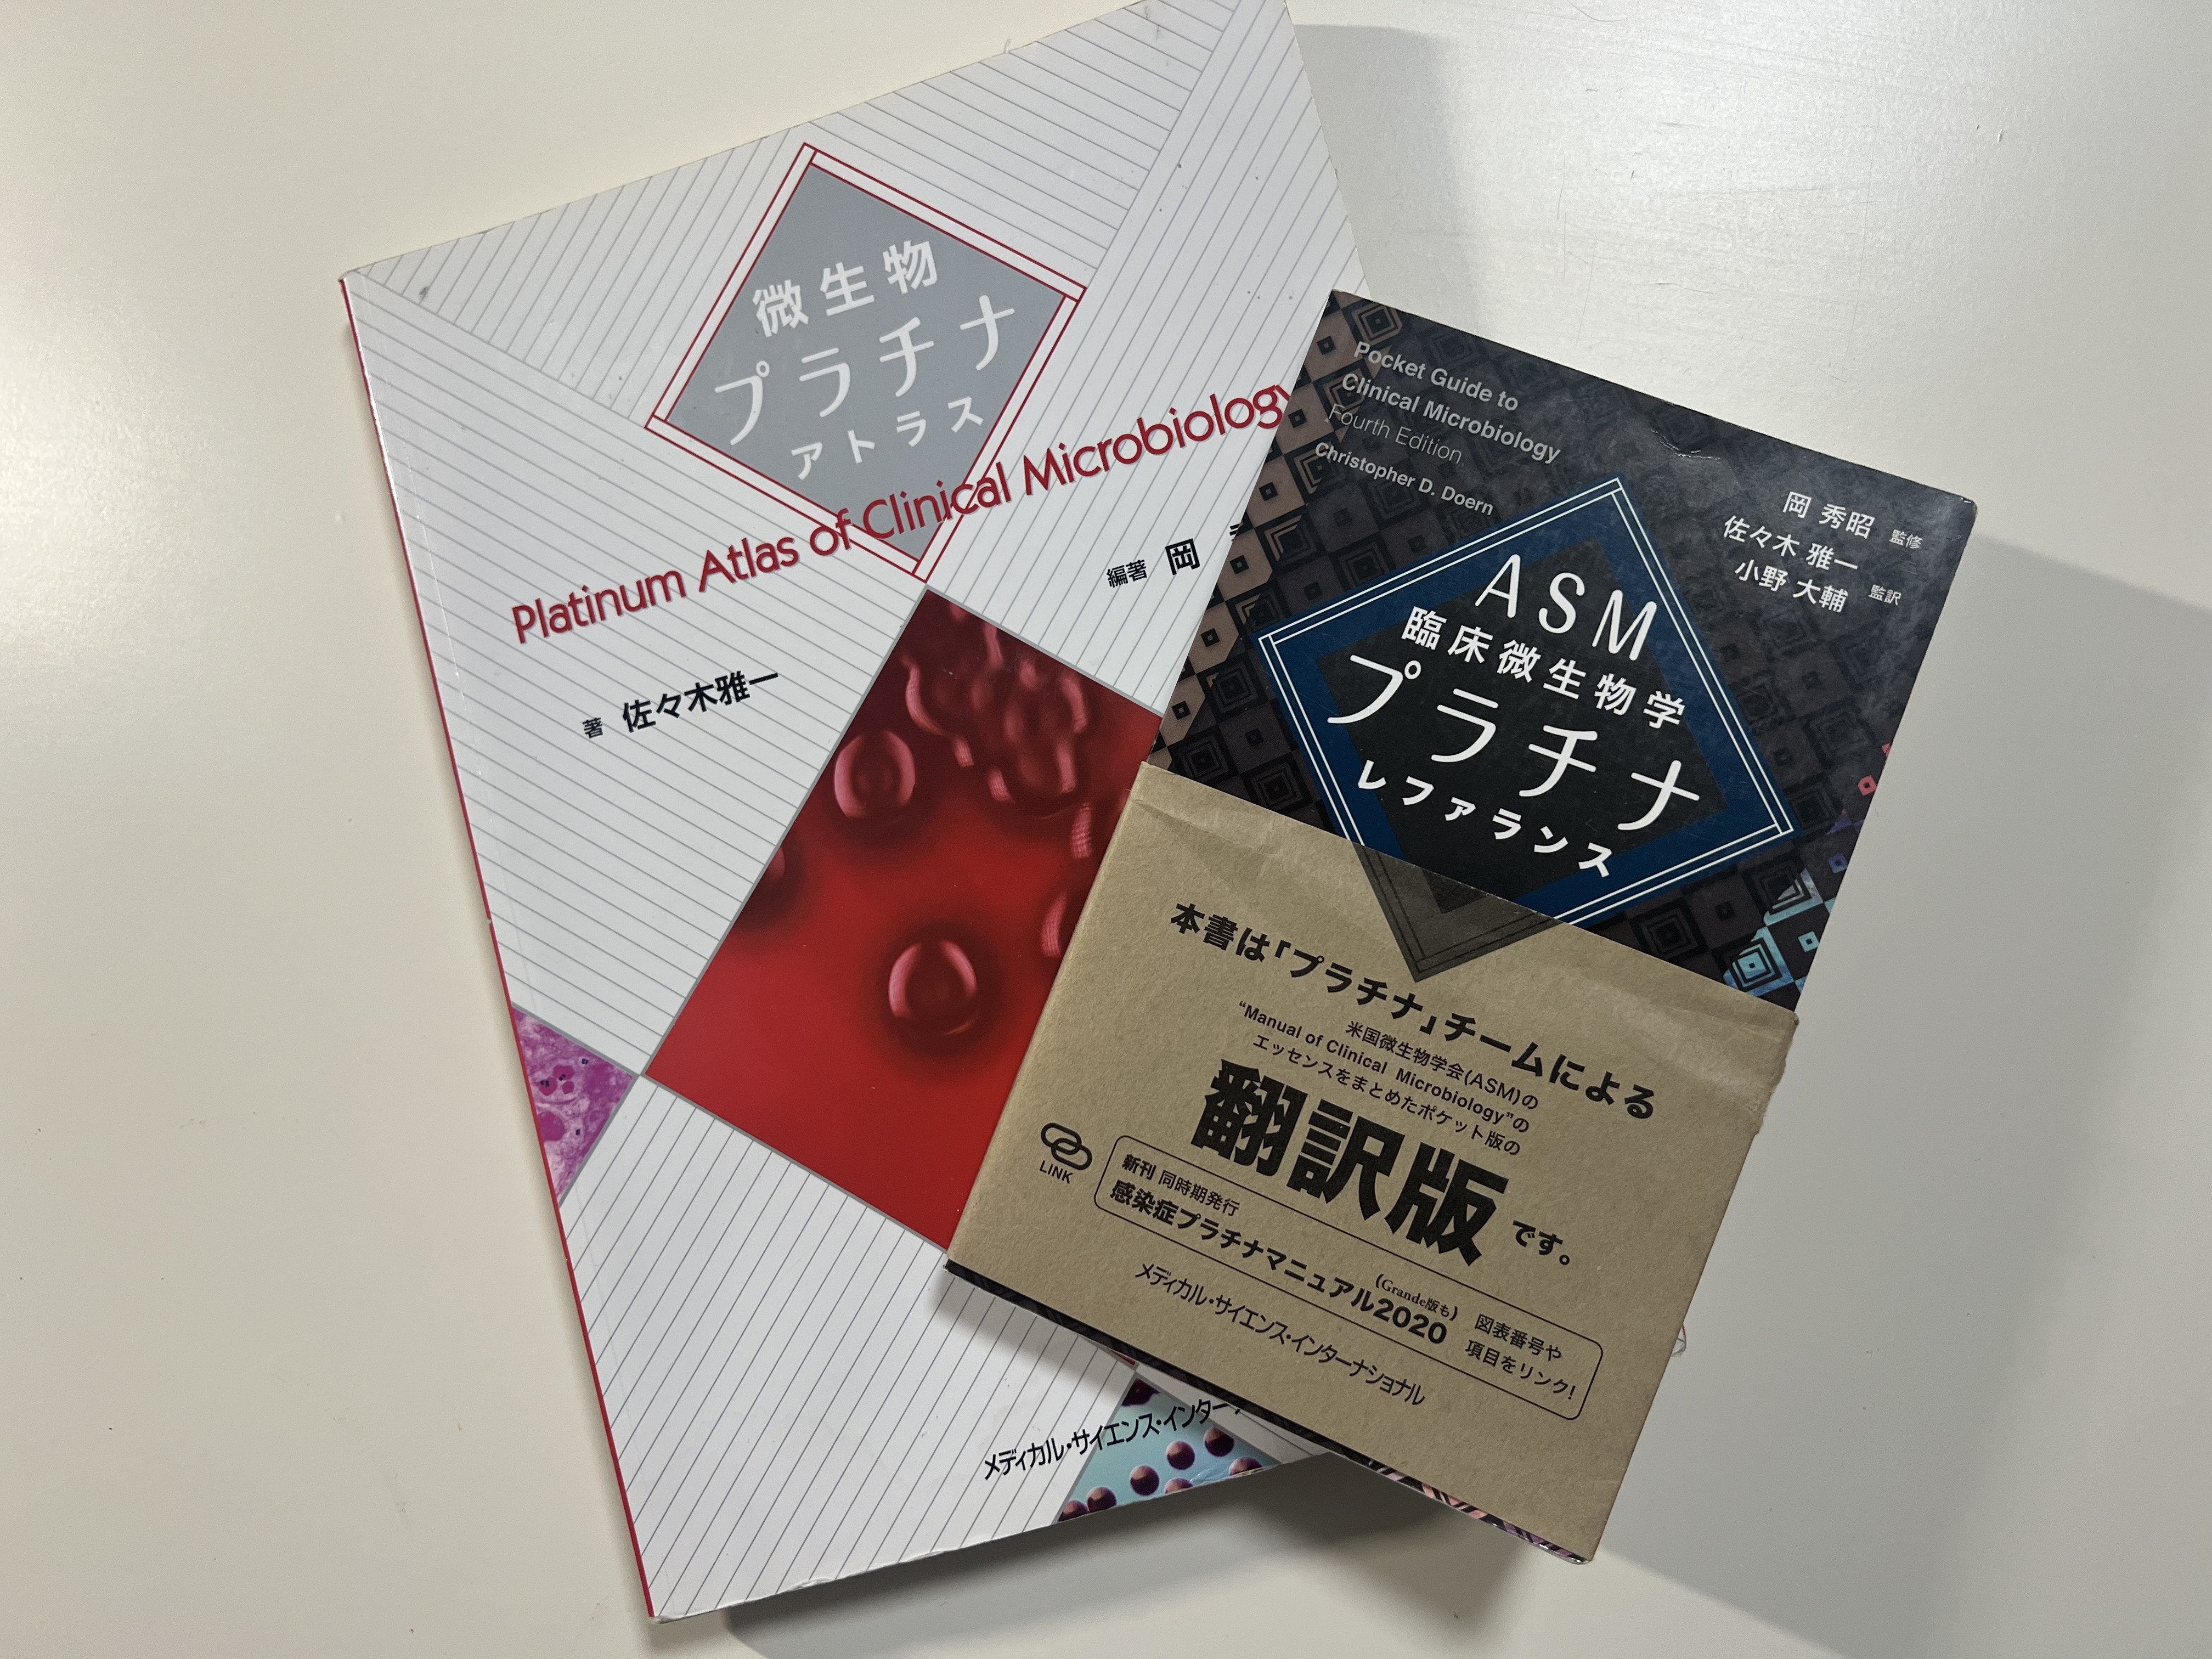 微生物
プラチナ
アトラス
Platinum Atlas of Clinical Microbiology
編著 岡
著 佐々木雅一
メディカル・サイエンス・インター
Pocket Guide to
Clinical Microbiology
Fourth Edition
Christopher D. Doern
岡 秀昭 監修
佐々木 雅一
小野 大輔 監訳
ASM
臨床微生物学
プラチナ
レファランス
本書は「プラチナ」チームによる
米国微生物学会(ASM)の
“Manual of Clinical Microbiology”の
エッセンスをまとめたポケット版の
翻訳版です。
LINK
新刊 同時期発行
感染症プラチナマニュアル2020
(Grande版も)
図表番号や
項目をリンク!
メディカル・サイエンス・インターナショナル